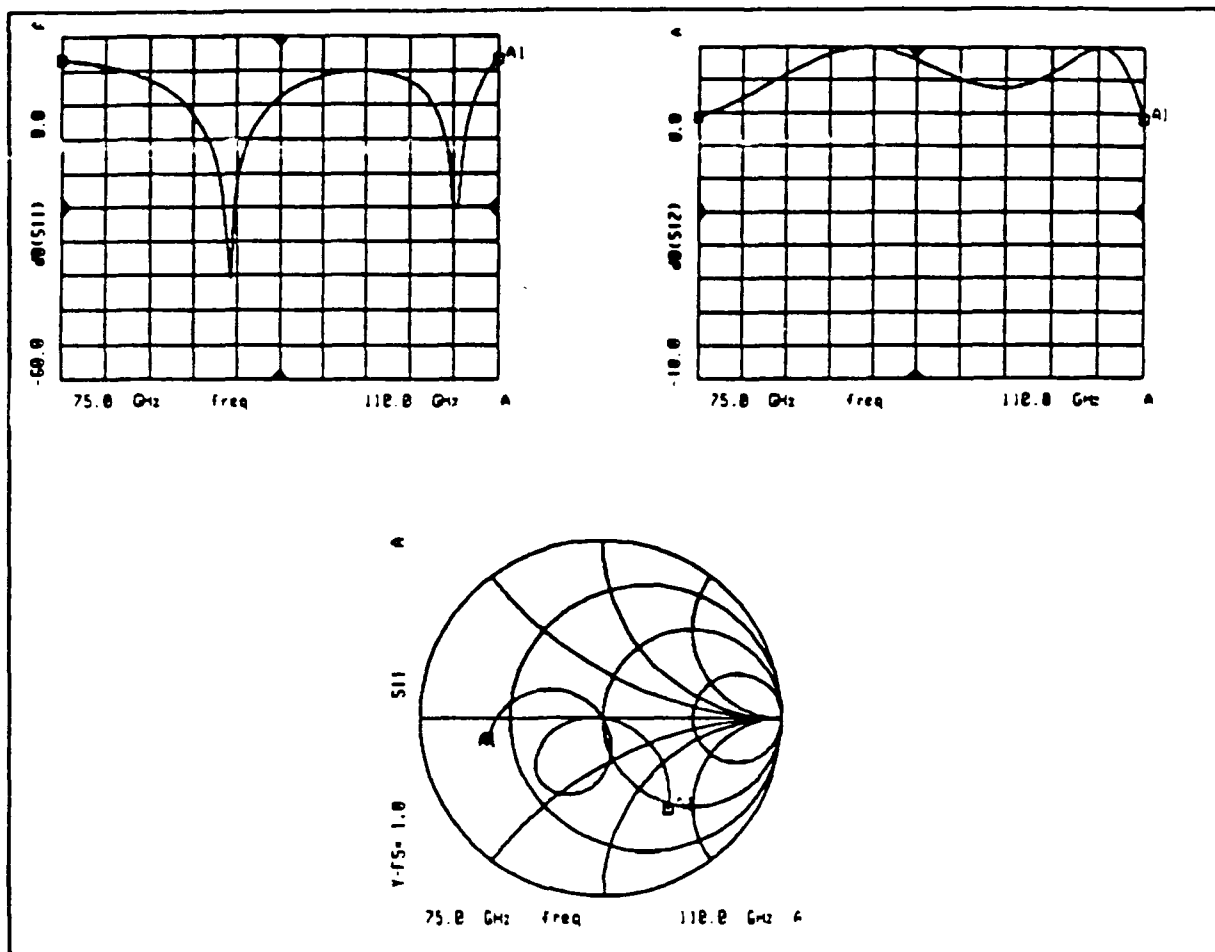 A1
0.0
dB(S11)
-60.0
75.0 GHz freq 110.0 GHz A
A
A1
0.0
dB(S12)
-10.0
75.0 GHz freq 110.0 GHz A
A
S11
Y-FS= 1.0
75.0 GHz freq 110.0 GHz A